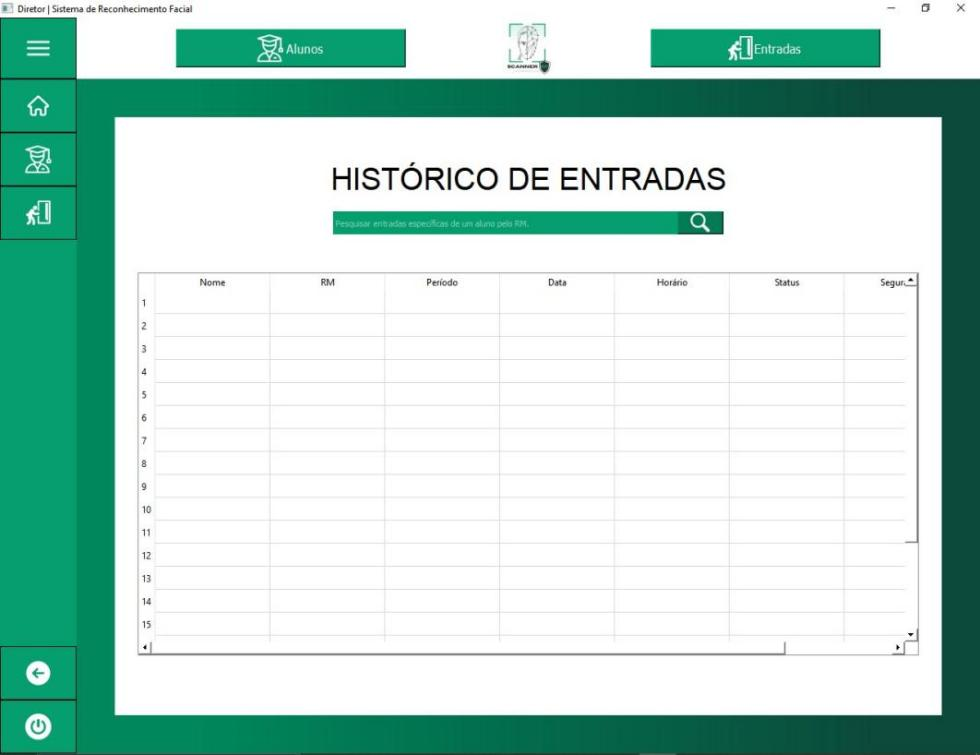 Diretor | Sistema de Reconhecimento Facial
Alunos
SCANNER
Entradas
HISTÓRICO DE ENTRADAS
Pesquisar entradas específicas de um aluno pelo RM.
Nome RM Período Data Horário Status Segur
1
2
3
4
5
6
7
8
9
10
11
12
13
14
15